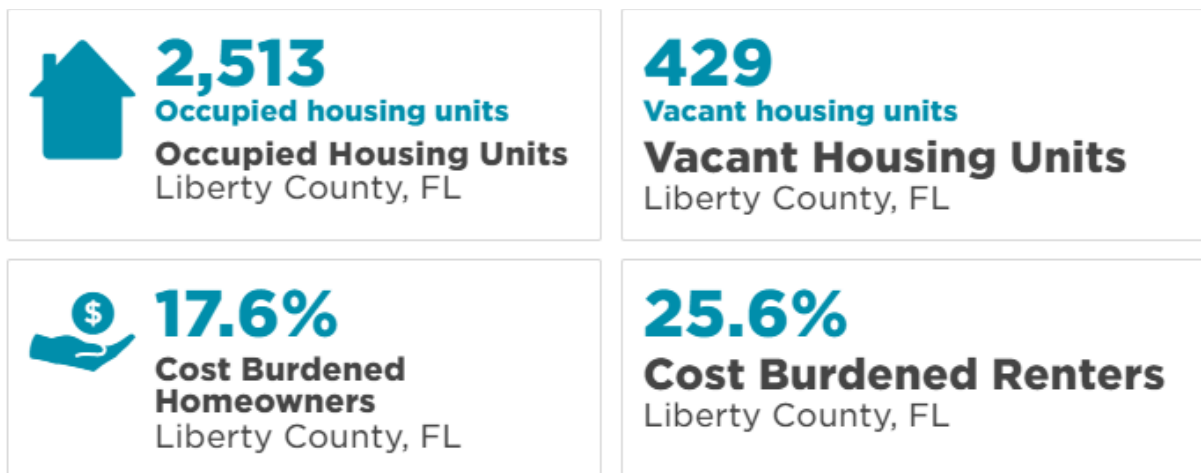 2,513
Occupied housing units
Occupied Housing Units
Liberty County, FL
429
Vacant housing units
Vacant Housing Units
Liberty County, FL
$
17.6%
Cost Burdened
Homeowners
Liberty County, FL
25.6%
Cost Burdened Renters
Liberty County, FL